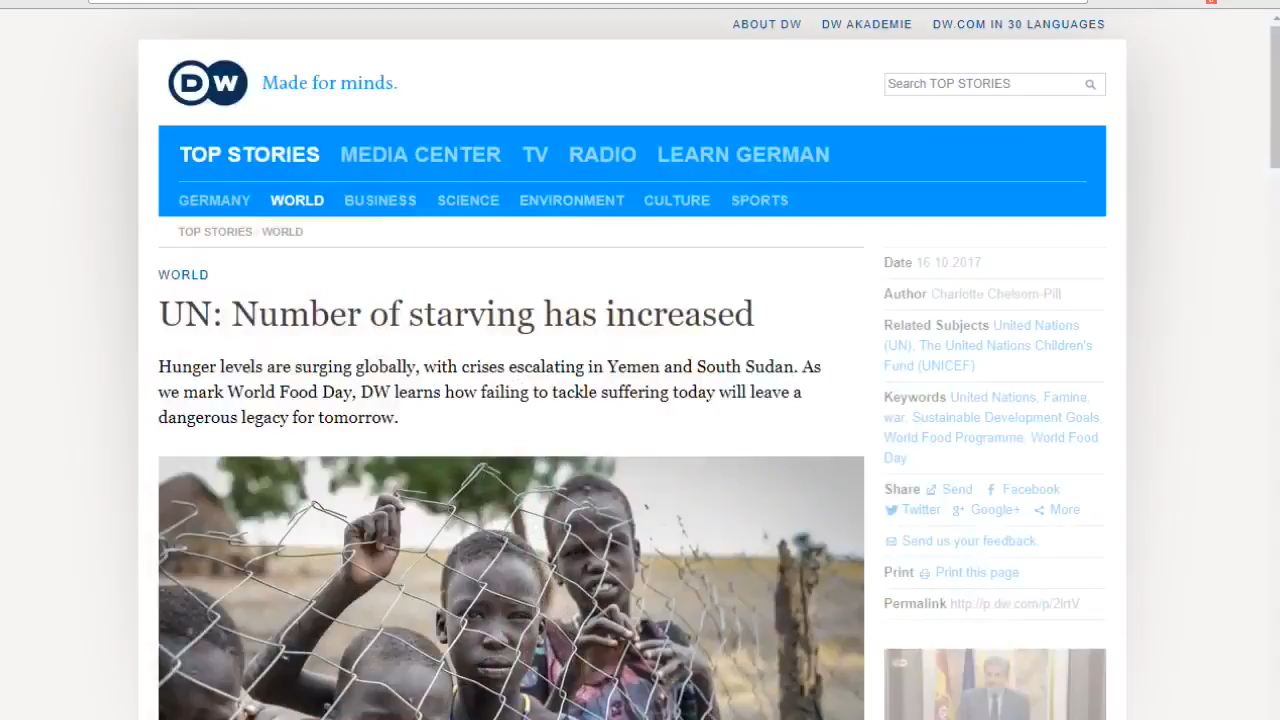 ABOUT DW DW AKADEMIE DW.COM IN 30 LANGUAGES
DW Made for minds.
Search TOP STORIES
TOP STORIES MEDIA CENTER TV RADIO LEARN GERMAN
GERMANY WORLD BUSINESS SCIENCE ENVIRONMENT CULTURE SPORTS
TOP STORIES / WORLD
WORLD
UN: Number of starving has increased
Hunger levels are surging globally, with crises escalating in Yemen and South Sudan. As
we mark World Food Day, DW learns how failing to tackle suffering today will leave a
dangerous legacy for tomorrow.
Date 16.10.2017
Author Charlotte Chelsom-Pill
Related Subjects United Nations
(UN), The United Nations Children's
Fund (UNICEF)
Keywords United Nations, Famine,
war, Sustainable Development Goals,
World Food Programme, World Food
Day
Share Send Facebook
Twitter Google+ More
Send us your feedback.
Print Print this page
Permalink http://p.dw.com/p/2lrtV